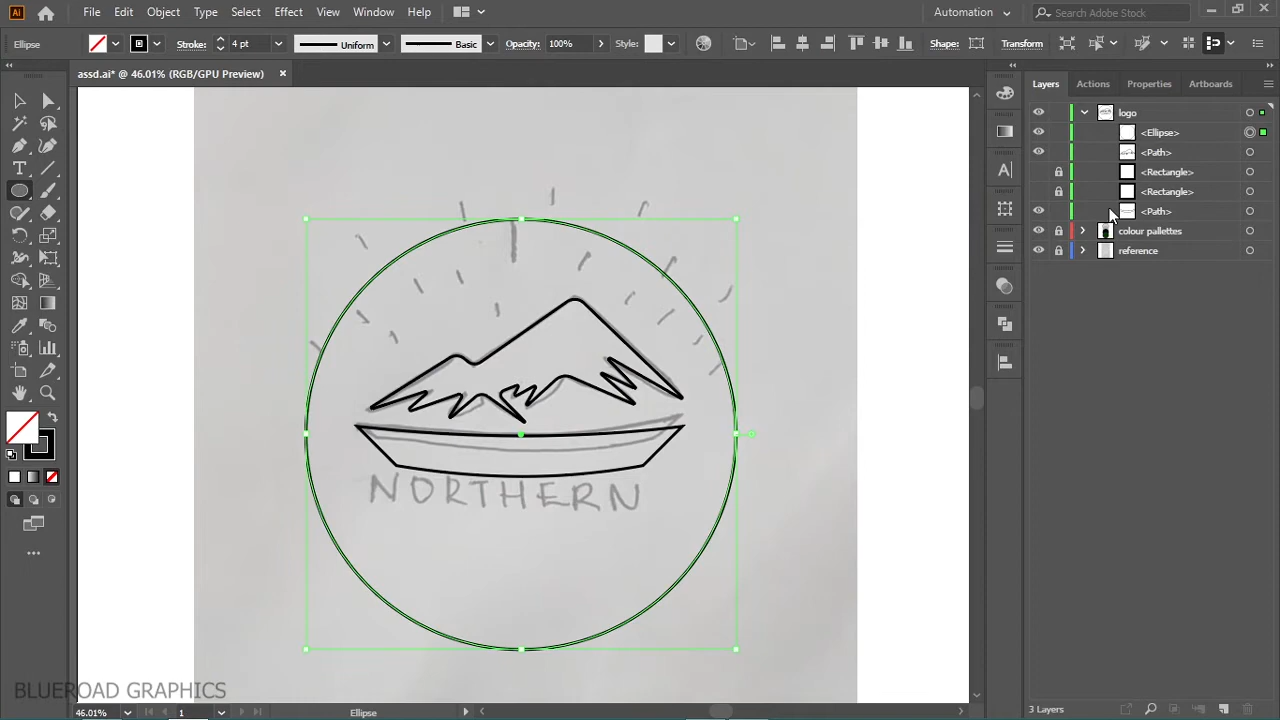 Ai File Edit Object Type Select Effect View Window Help Automation Search Adobe Stock
Ellipse Stroke: 4 pt Uniform Basic Opacity: 100% Style: Shape: Transform
assd.ai* @ 46.01% (RGB/GPU Preview)
Layers Actions Properties Artboards
logo
<Ellipse>
<Path>
<Rectangle>
<Rectangle>
<Path>
colour pallettes
reference
NORTHERN
BLUEROAD GRAPHICS
46.01% 1 Ellipse 3 Layers